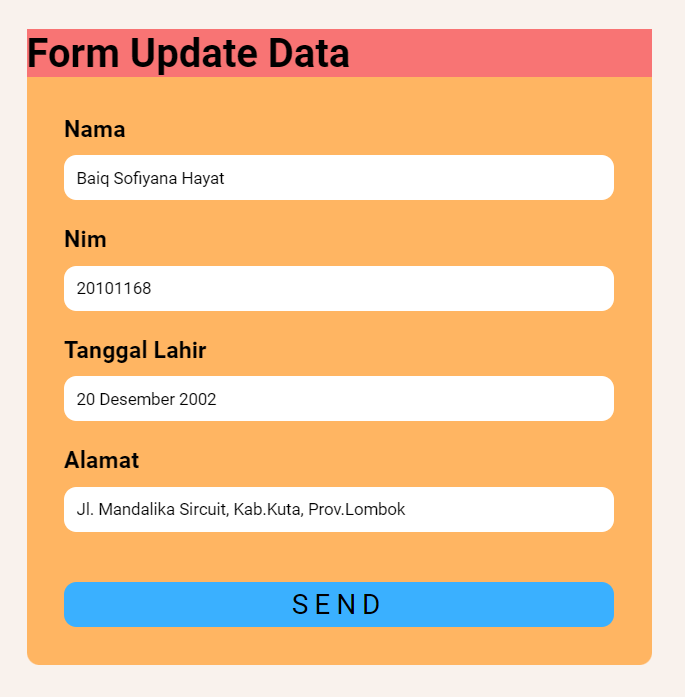 Form Update Data
Nama
Baiq Sofiyana Hayat
Nim
20101168
Tanggal Lahir
20 Desember 2002
Alamat
Jl. Mandalika Sircuit, Kab.Kuta, Prov.Lombok
SEND